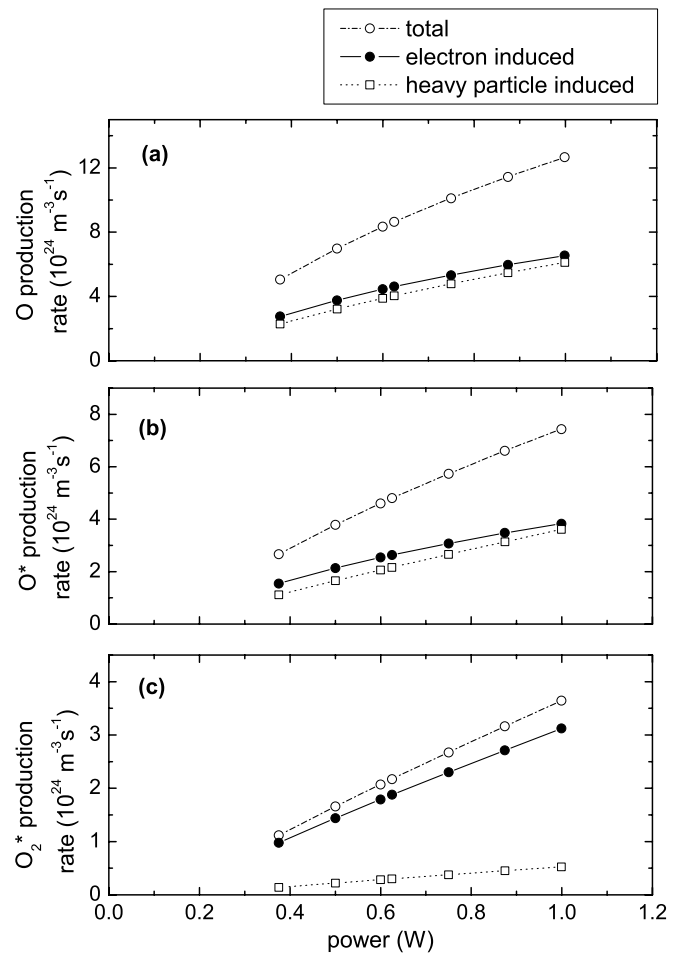 total
electron induced
heavy particle induced
(a)
12
8
4
0
O production
rate (10²⁴ m⁻³s⁻¹)
(b)
8
6
4
2
0
O* production
rate (10²⁴ m⁻³s⁻¹)
(c)
4
3
2
1
0
O₂* production
rate (10²⁴ m⁻³s⁻¹)
0.0 0.2 0.4 0.6 0.8 1.0 1.2
power (W)